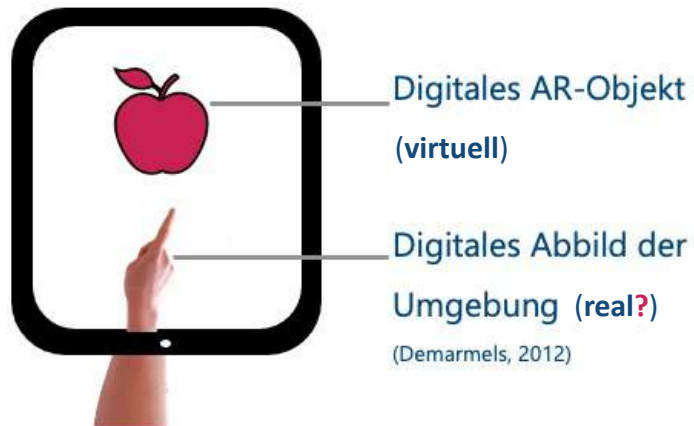 Digitales AR-Objekt
(virtuell)
Digitales Abbild der
Umgebung (real?)
(Demarmels, 2012)